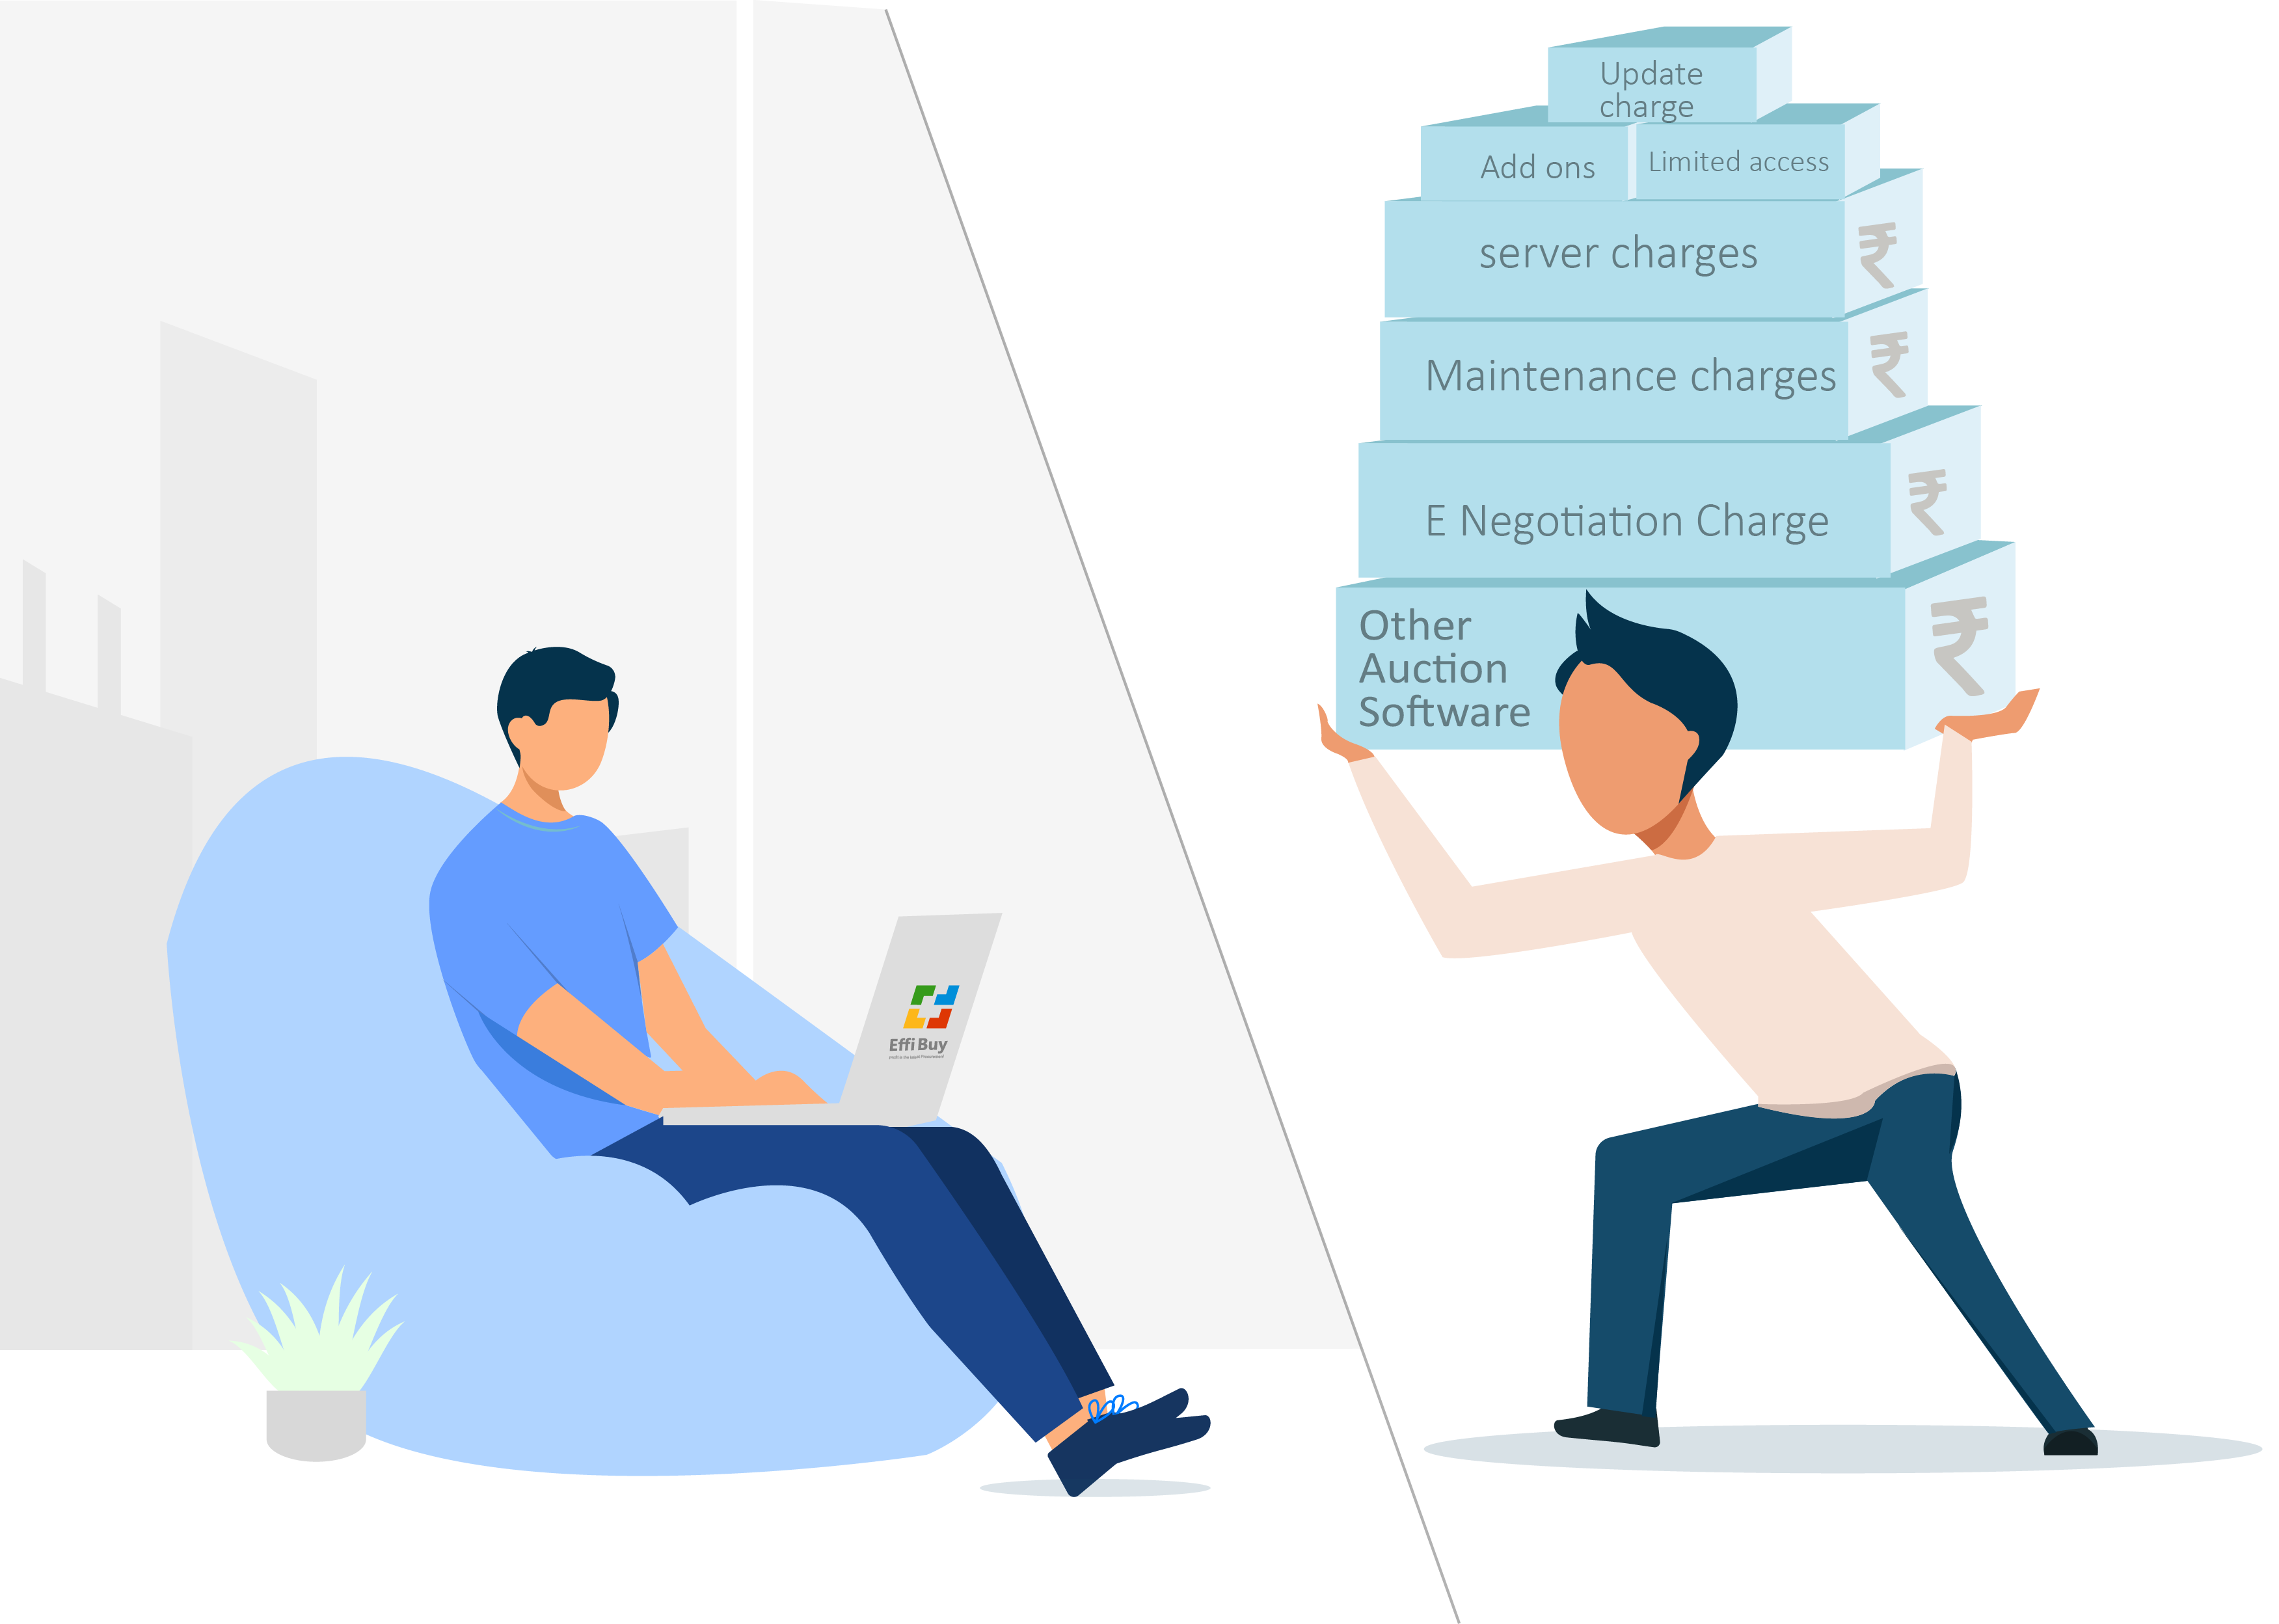 Update
charge
Add ons
Limited access
server charges
Maintenance charges
E Negotiation Charge
Other
Auction
Software
₹
₹
₹
₹
Effi Buy